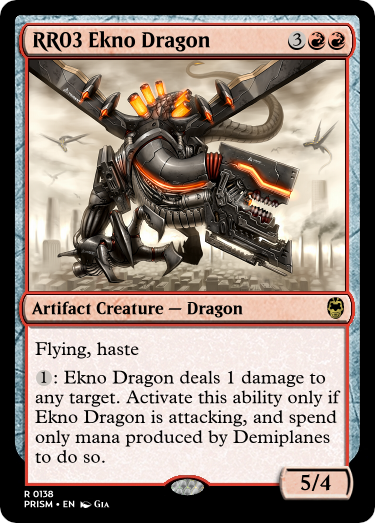 RR03 Ekno Dragon 3
Artifact Creature — Dragon
Flying, haste
1: Ekno Dragon deals 1 damage to
any target. Activate this ability only if
Ekno Dragon is attacking, and spend
only mana produced by Demiplanes
to do so.
5/4
R 0138
PRISM • EN Gia